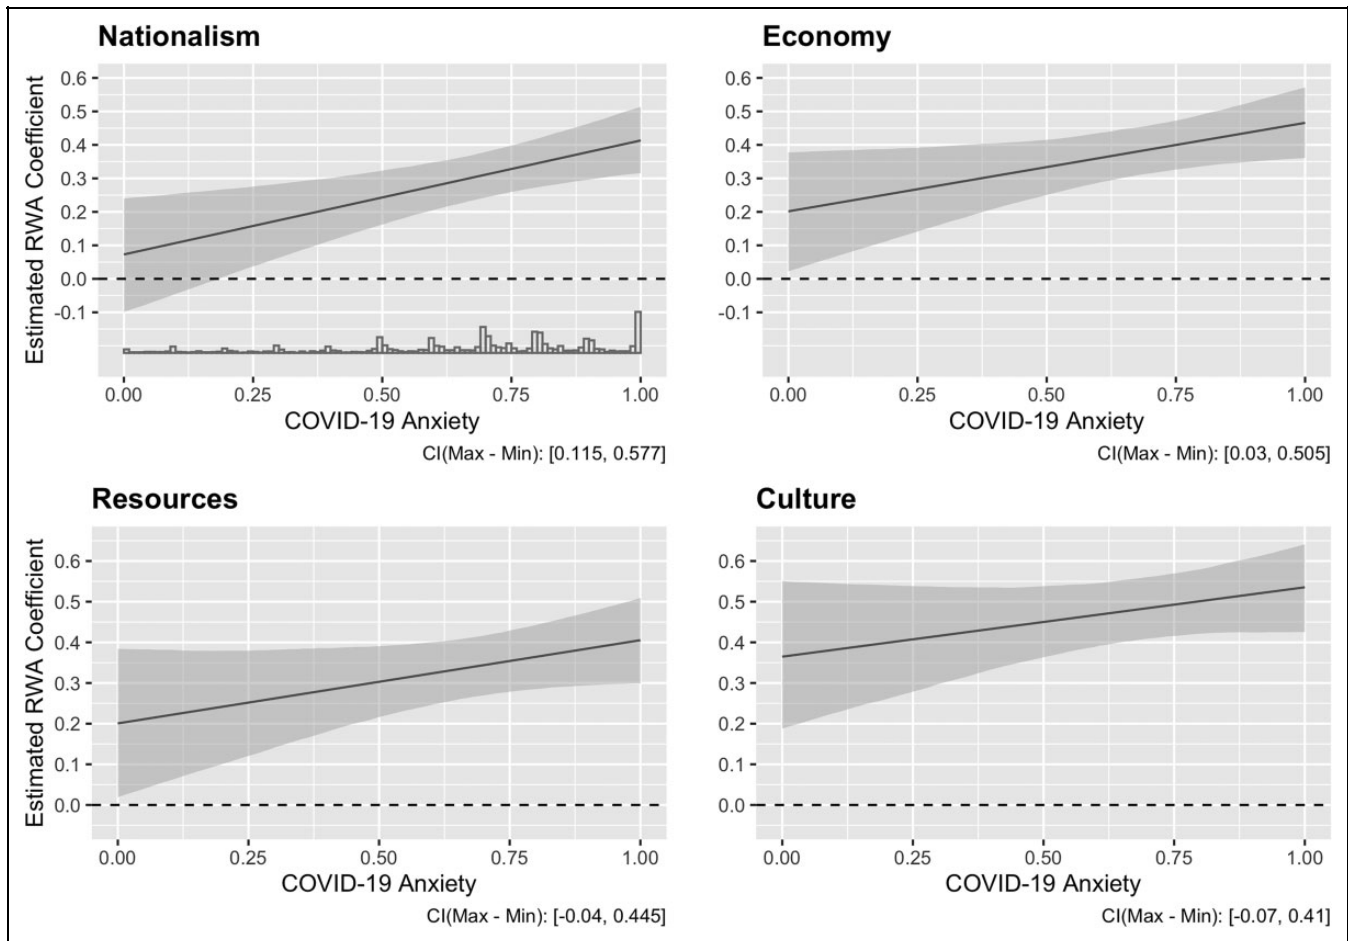 Nationalism
Estimated RWA Coefficient
0.6
0.5
0.4
0.3
0.2
0.1
0.0
-0.1
0.00 0.25 0.50 0.75 1.00
COVID-19 Anxiety
CI(Max - Min): [0.115, 0.577]
Economy
0.6
0.5
0.4
0.3
0.2
0.1
0.0
-0.1
0.00 0.25 0.50 0.75 1.00
COVID-19 Anxiety
CI(Max - Min): [0.03, 0.505]
Resources
Estimated RWA Coefficient
0.6
0.5
0.4
0.3
0.2
0.1
0.0
0.00 0.25 0.50 0.75 1.00
COVID-19 Anxiety
CI(Max - Min): [-0.04, 0.445]
Culture
0.6
0.5
0.4
0.3
0.2
0.1
0.0
0.00 0.25 0.50 0.75 1.00
COVID-19 Anxiety
CI(Max - Min): [-0.07, 0.41]